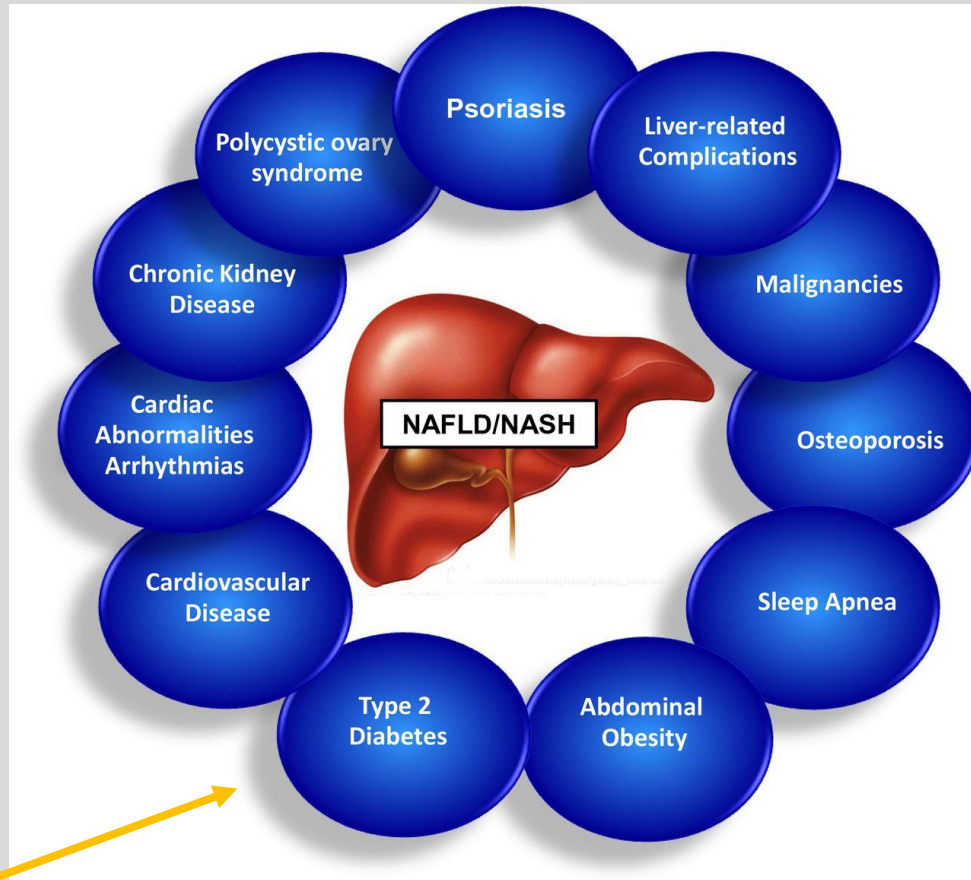 Psoriasis
Liver-related
Complications
Malignancies
Osteoporosis
Sleep Apnea
Abdominal
Obesity
Type 2
Diabetes
Cardiovascular
Disease
Cardiac
Abnormalities
Arrhythmias
Chronic Kidney
Disease
Polycystic ovary
syndrome
NAFLD/NASH